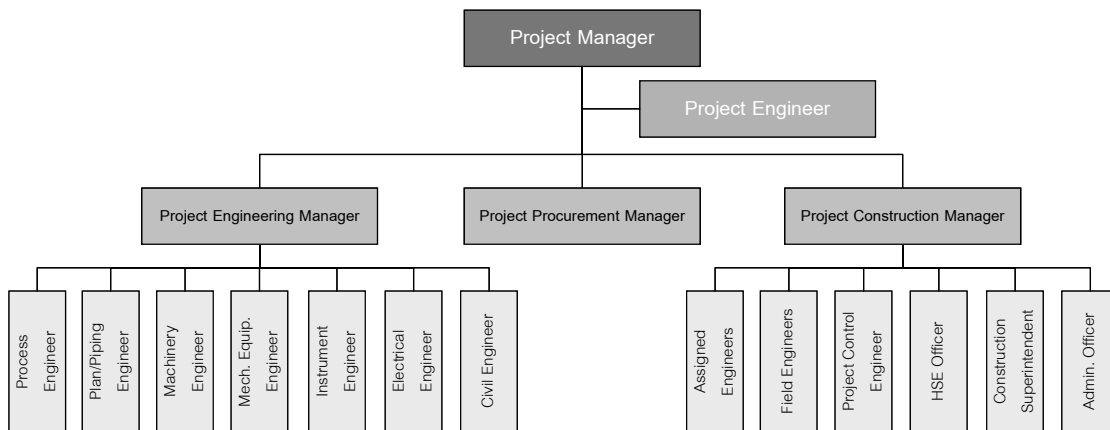 Project Manager
Project Engineer
Project Engineering Manager
Project Procurement Manager
Project Construction Manager
Process
Engineer
Plan/Piping
Engineer
Machinery
Engineer
Mech. Equip.
Engineer
Instrument
Engineer
Electrical
Engineer
Civil Engineer
Assigned
Engineers
Field Engineers
Project Control
Engineer
HSE Officer
Construction
Superintendent
Admin. Officer